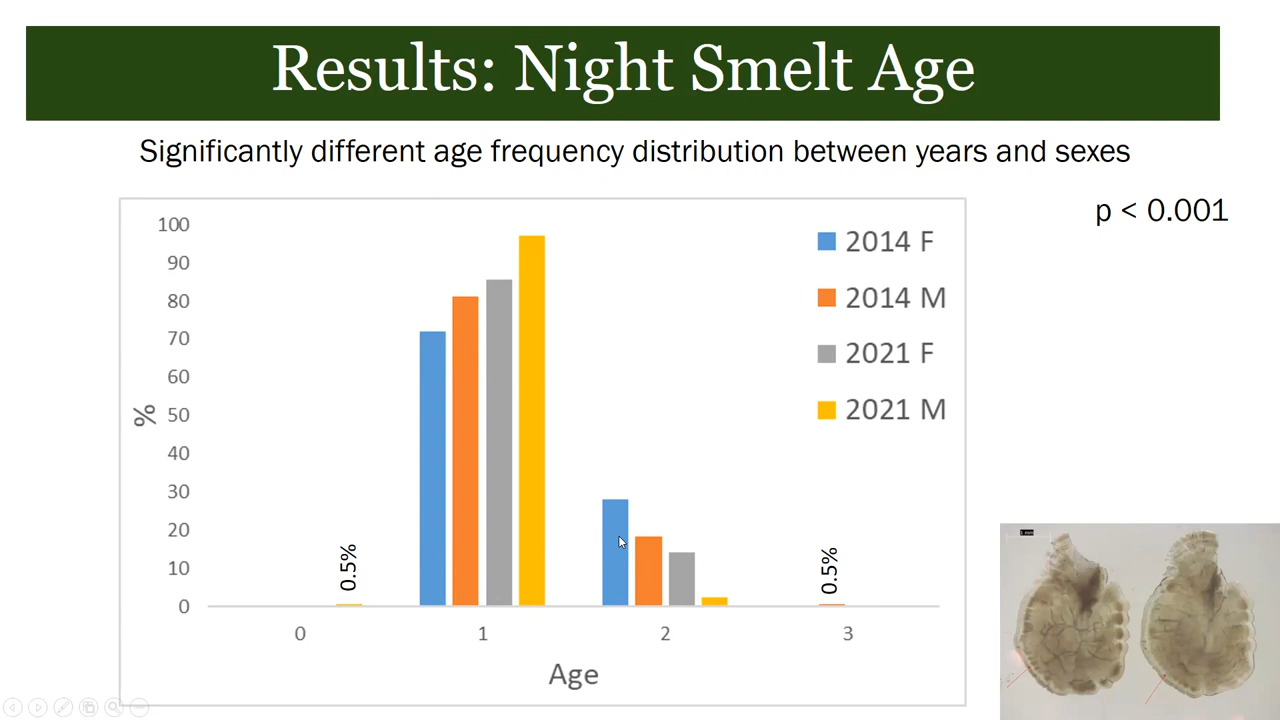 Results: Night Smelt Age
Significantly different age frequency distribution between years and sexes
p < 0.001
100
90
80
70
60
50
40
30
20
10
0
%
2014 F
2014 M
2021 F
2021 M
0.5%
0.5%
0
1
2
3
Age